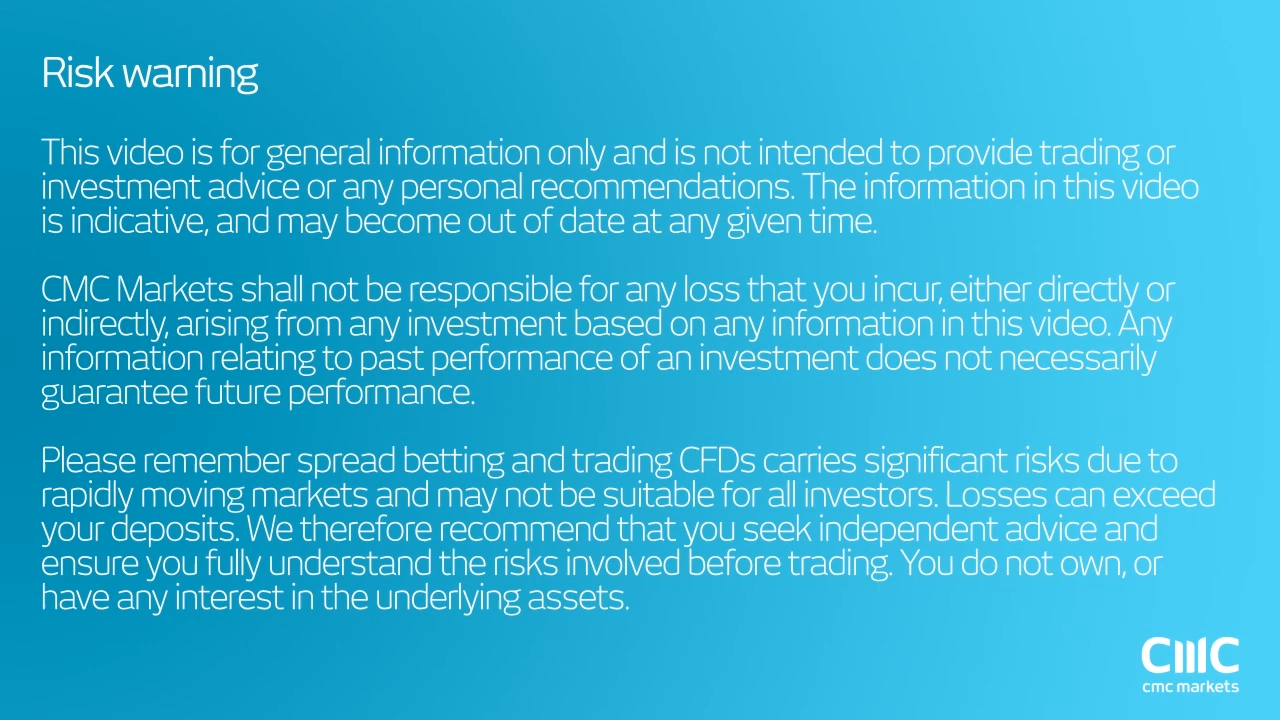 Risk warning
This video is for general information only and is not intended to provide trading or
investment advice or any personal recommendations. The information in this video
is indicative, and may become out of date at any given time.
CMC Markets shall not be responsible for any loss that you incur, either directly or
indirectly, arising from any investment based on any information in this video. Any
information relating to past performance of an investment does not necessarily
guarantee future performance.
Please remember spread betting and trading CFDs carries significant risks due to
rapidly moving markets and may not be suitable for all investors. Losses can exceed
your deposits. We therefore recommend that you seek independent advice and
ensure you fully understand the risks involved before trading. You do not own, or
have any interest in the underlying assets.
cmc
cmc markets